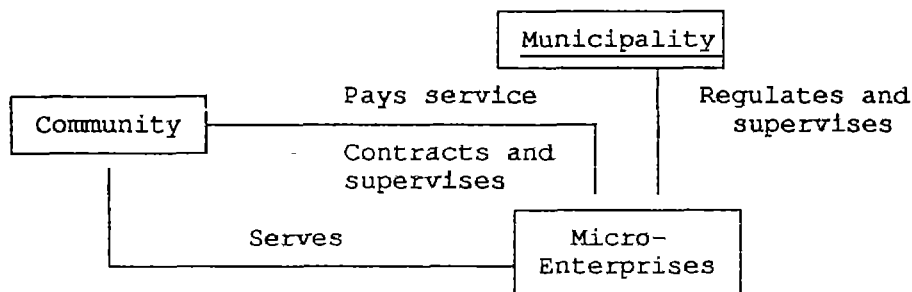 Municipality
Pays service
Regulates and
supervises
Community
Contracts and
supervises
Serves
Micro-
Enterprises